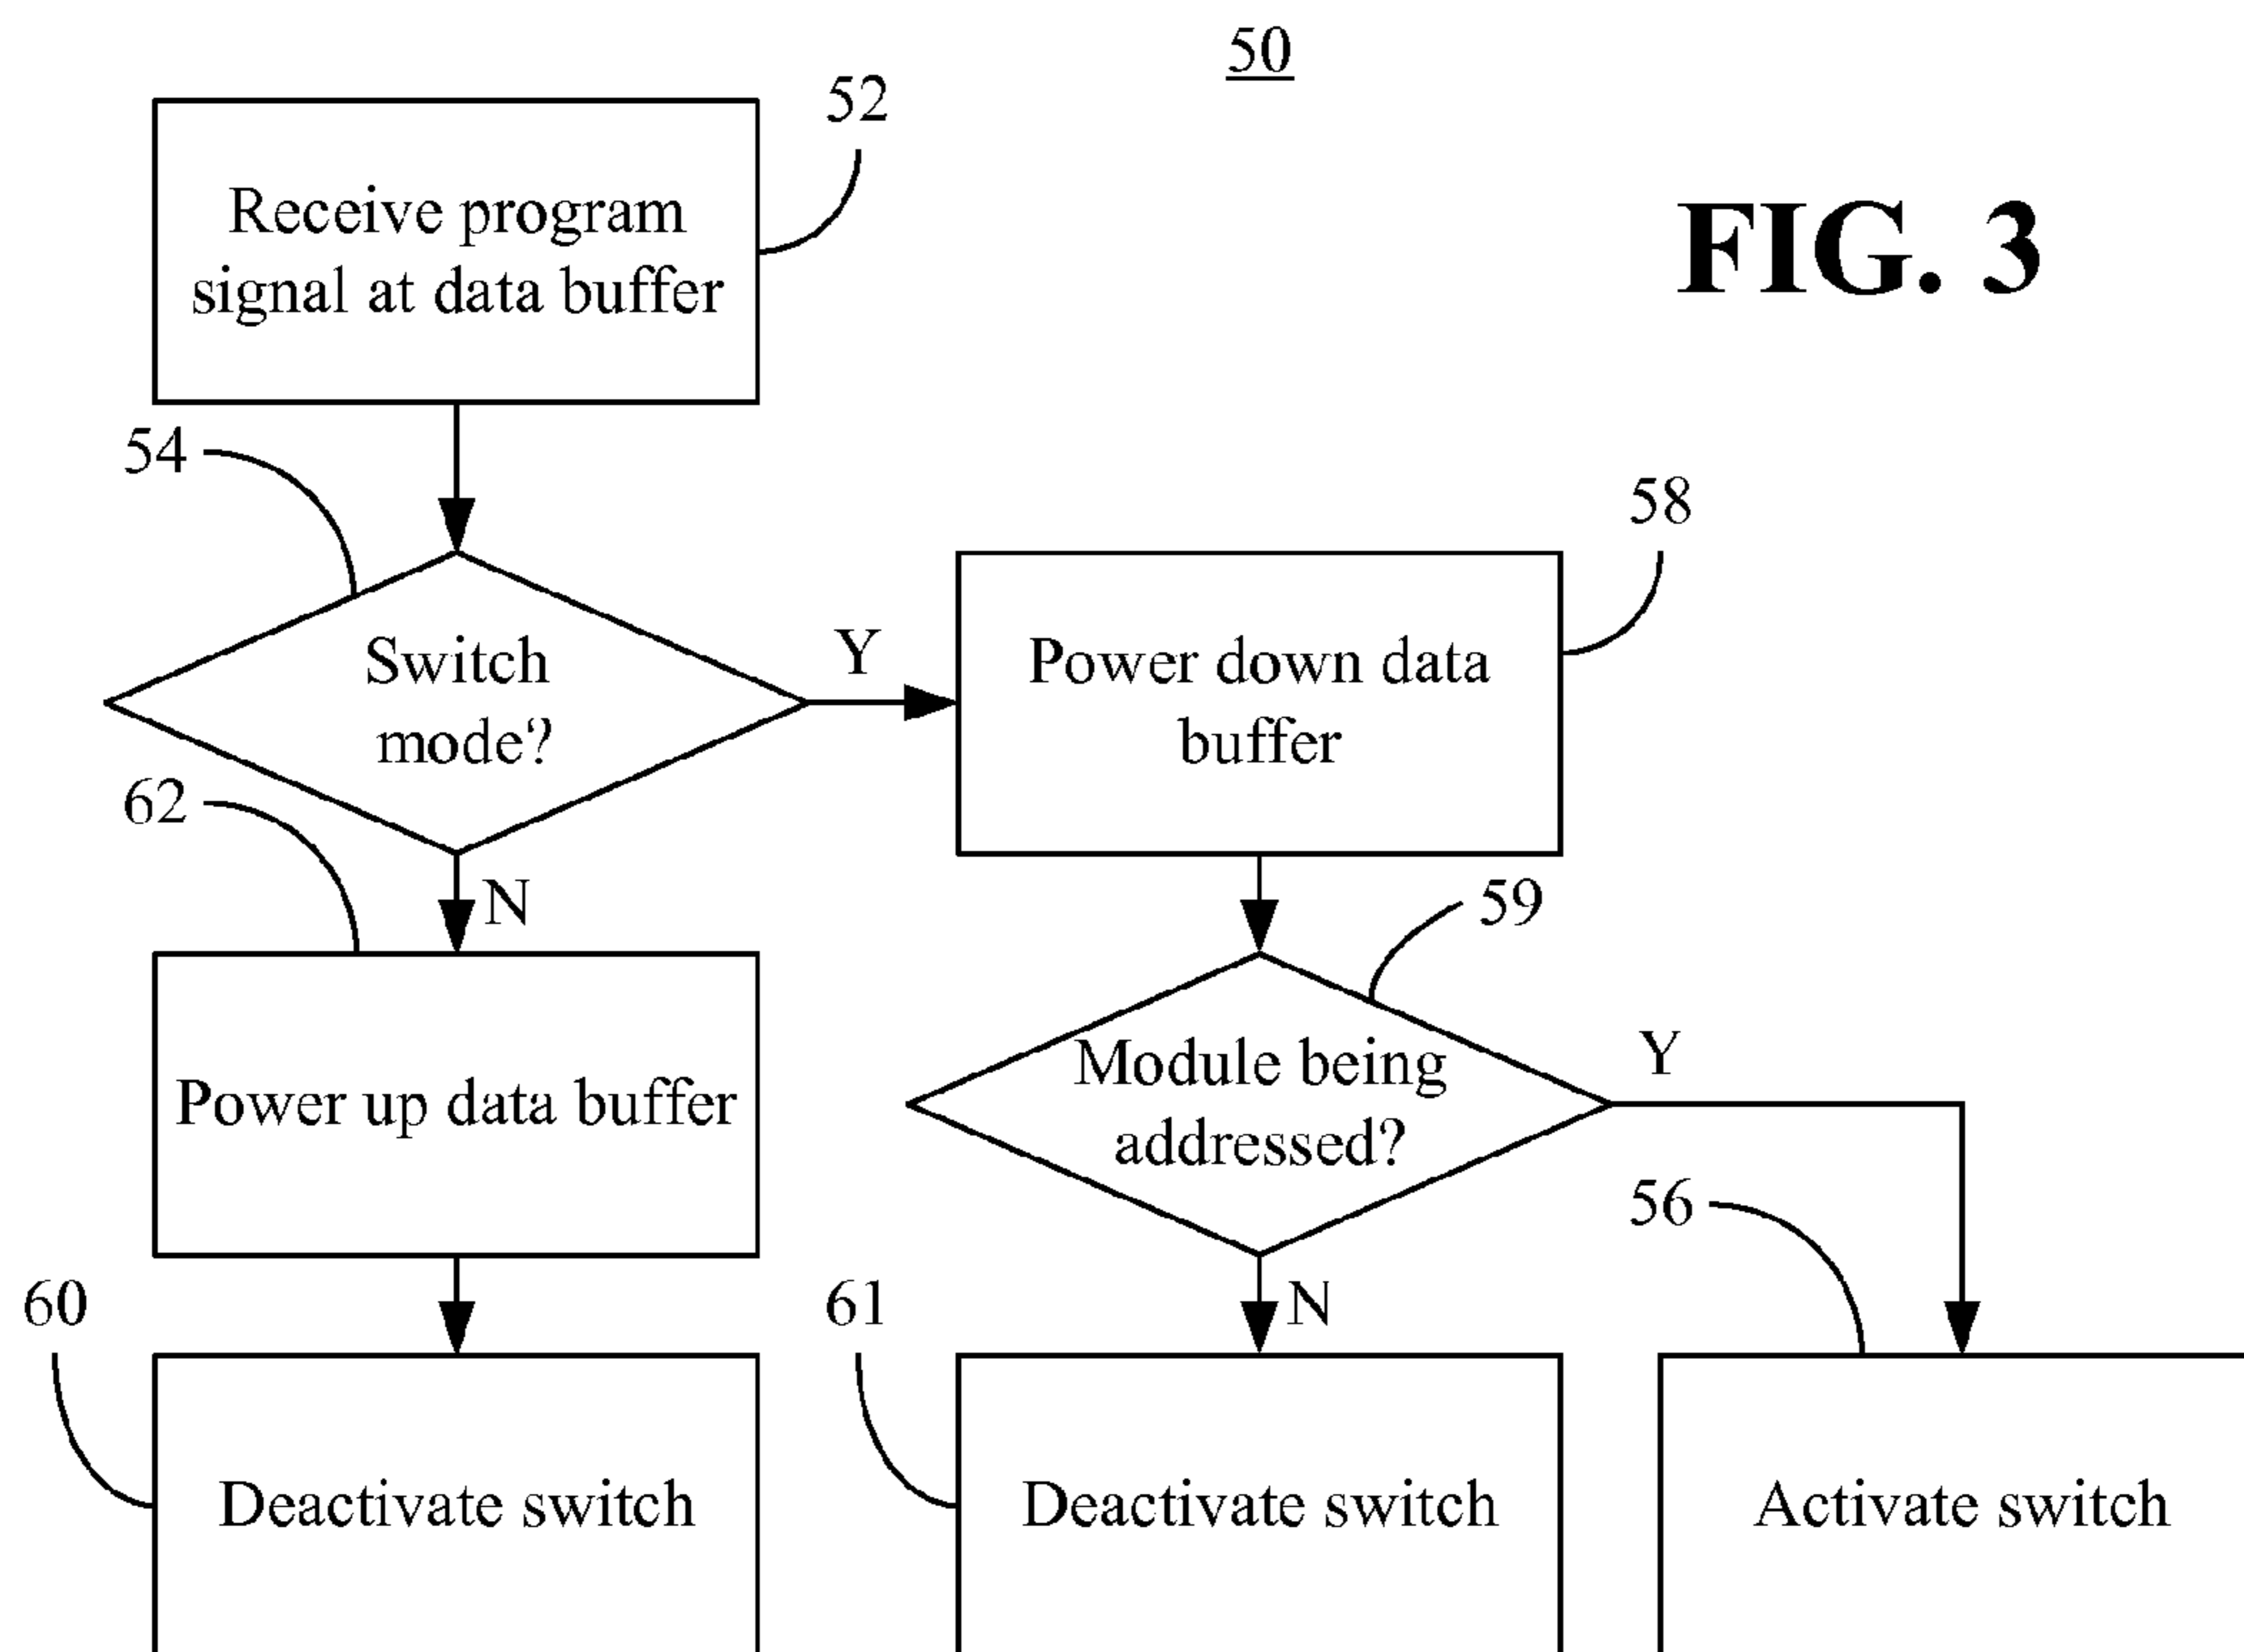 50
52
Receive program
signal at data buffer
FIG. 3
54
58
Switch
mode?
Y
Power down data
buffer
62
N
59
Power up data buffer
Module being
addressed?
Y
56
60
61
N
Deactivate switch
Deactivate switch
Activate switch